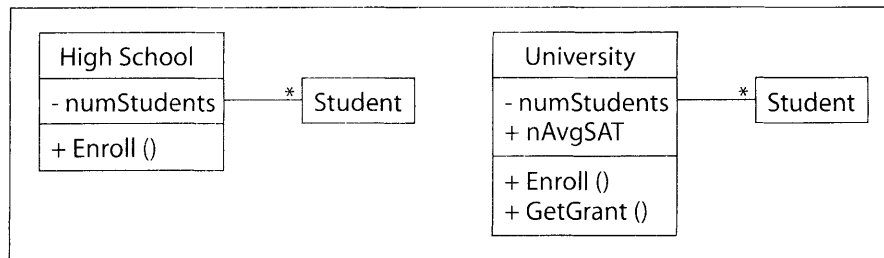 High School
- numStudents
+ Enroll ()
* Student
University
- numStudents
+ nAvgSAT
+ Enroll ()
+ GetGrant ()
* Student